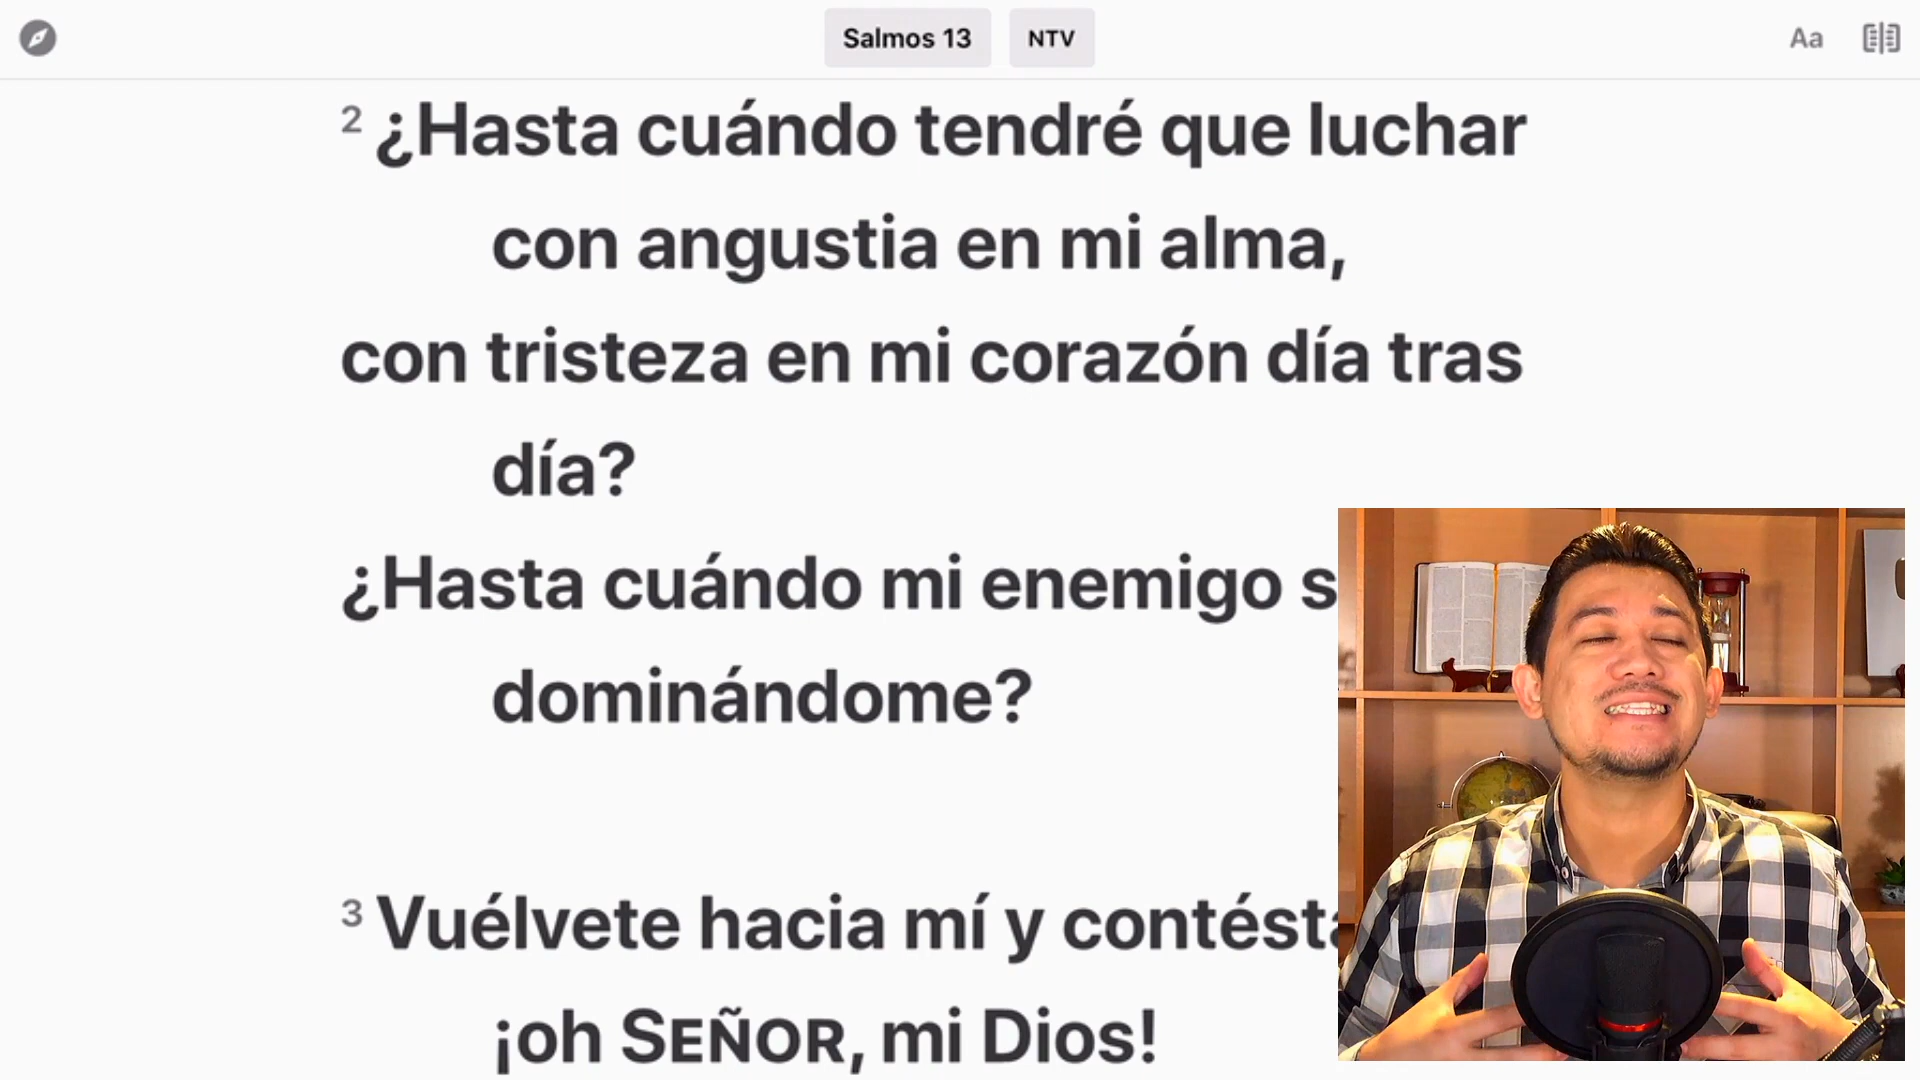 Salmos 13 NTV Aa
2 ¿Hasta cuándo tendré que luchar
con angustia en mi alma,
con tristeza en mi corazón día tras
día?
¿Hasta cuándo mi enemigo
dominándome?
3 Vuélvete hacia mí y
¡oh SEÑOR, mi Dios!